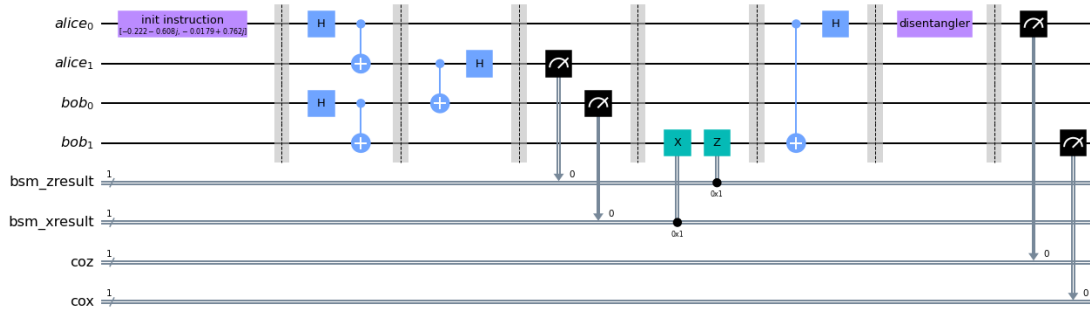 alice₀ init instruction H H disentangler
[−0.222−0.608j, −0.0179+0.762j]
alice₁ H
bob₀ H
bob₁ X Z
bsm_zresult 1 0 0x1
bsm_xresult 1 0 0x1
coz 1 0
cox 1 0